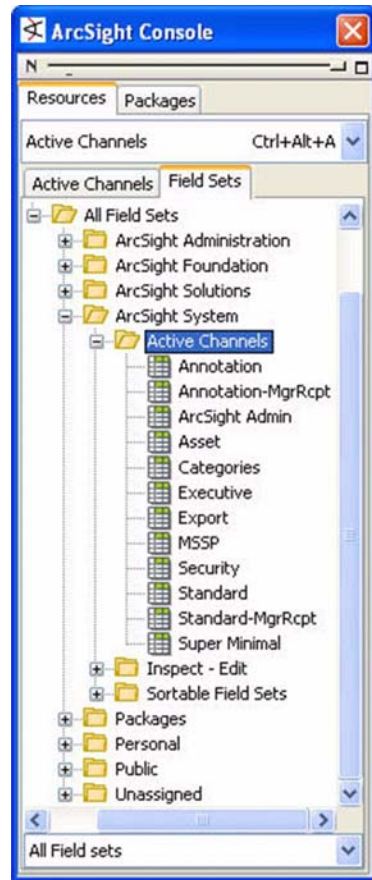 ArcSight Console
N
Resources Packages
Active Channels Ctrl+Alt+A
Active Channels Field Sets
All Field Sets
ArcSight Administration
ArcSight Foundation
ArcSight Solutions
ArcSight System
Active Channels
Annotation
Annotation-MgrRcpt
ArcSight Admin
Asset
Categories
Executive
Export
MSSP
Security
Standard
Standard-MgrRcpt
Super Minimal
Inspect - Edit
Sortable Field Sets
Packages
Personal
Public
Unassigned
All Field sets